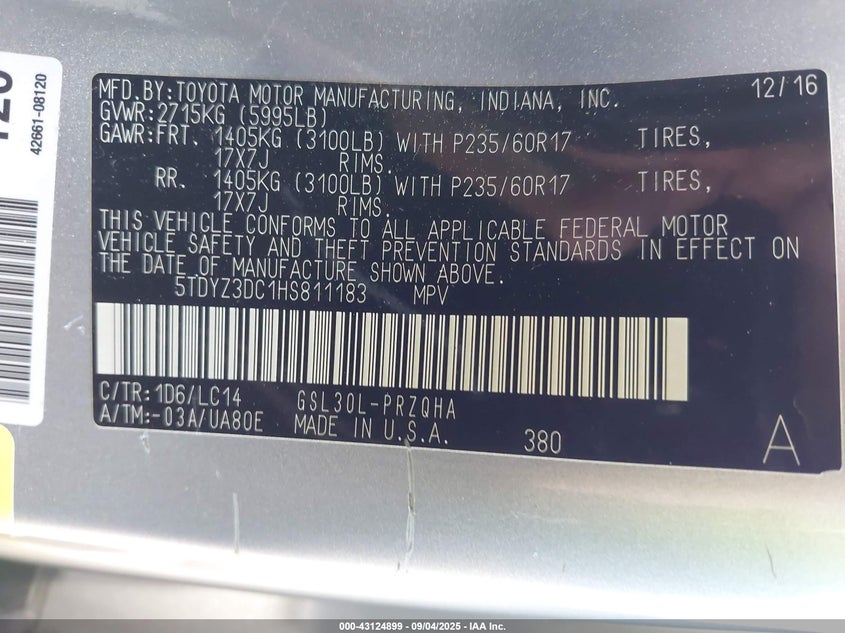 42661-08120
MFD.BY:TOYOTA MOTOR MANUFACTURING, INDIANA, INC. 12/16
GVWR:2715KG (5995LB)
GAWR:FRT. 1405KG (3100LB) WITH P235/60R17 TIRES,
17X7J RIMS.
RR. 1405KG (3100LB) WITH P235/60R17 TIRES,
17X7J RIMS.
THIS VEHICLE CONFORMS TO ALL APPLICABLE FEDERAL MOTOR
VEHICLE SAFETY AND THEFT PREVENTION STANDARDS IN EFFECT ON
THE DATE OF MANUFACTURE SHOWN ABOVE.
5TDYZ3DC1HS811183 MPV
C/TR:1D6/LC14 GSL30L-PRZQHA
A/TM:-03A/UA80E MADE IN U.S.A. 380 A
000-43124899 - 09/04/2025 - IAA Inc.